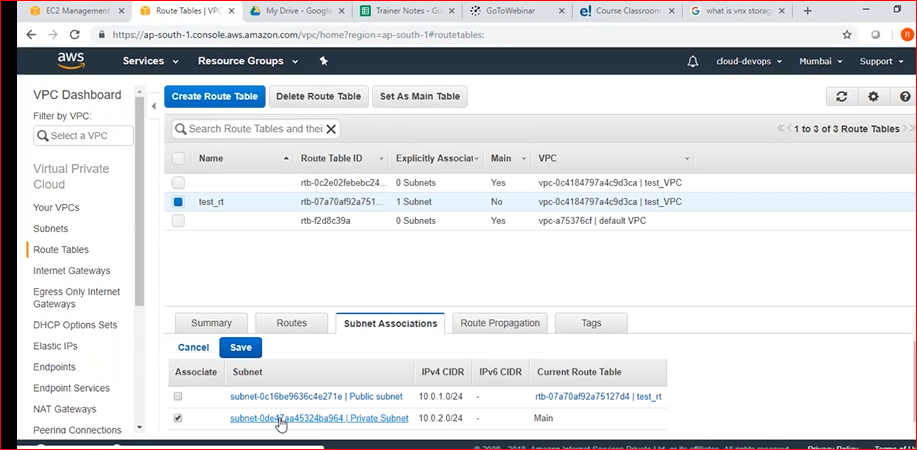 EC2 Management
Route Tables | VPC
My Drive - Google
Trainer Notes - Go
GoToWebinar
Course Classroom
what is vnx storag
https://ap-south-1.console.aws.amazon.com/vpc/home?region=ap-south-1#routetables:
R
aws
Services
Resource Groups
cloud-devops
Mumbai
Support
VPC Dashboard
Filter by VPC:
Select a VPC
Virtual Private
Cloud
Your VPCs
Subnets
Route Tables
Internet Gateways
Egress Only Internet
Gateways
DHCP Options Sets
Elastic IPs
Endpoints
Endpoint Services
NAT Gateways
Peering Connections
Create Route Table
Delete Route Table
Set As Main Table
Search Route Tables and thei
1 to 3 of 3 Route Tables
Name
Route Table ID
Explicitly Associat
Main
VPC
rtb-0c2e02febebc24...
0 Subnets
Yes
vpc-0c4184797a4c9d3ca | test_VPC
test_rt
rtb-07a70af92a751...
1 Subnet
No
vpc-0c4184797a4c9d3ca | test_VPC
rtb-f2d8c39a
0 Subnets
Yes
vpc-a75376cf | default VPC
Summary
Routes
Subnet Associations
Route Propagation
Tags
Cancel
Save
Associate
Subnet
IPv4 CIDR
IPv6 CIDR
Current Route Table
subnet-0c16be9636c4e271e | Public subnet
10.0.1.0/24
-
rtb-07a70af92a75127d4 | test_rt
subnet-0de47aa45324ba964 | Private Subnet
10.0.2.0/24
-
Main